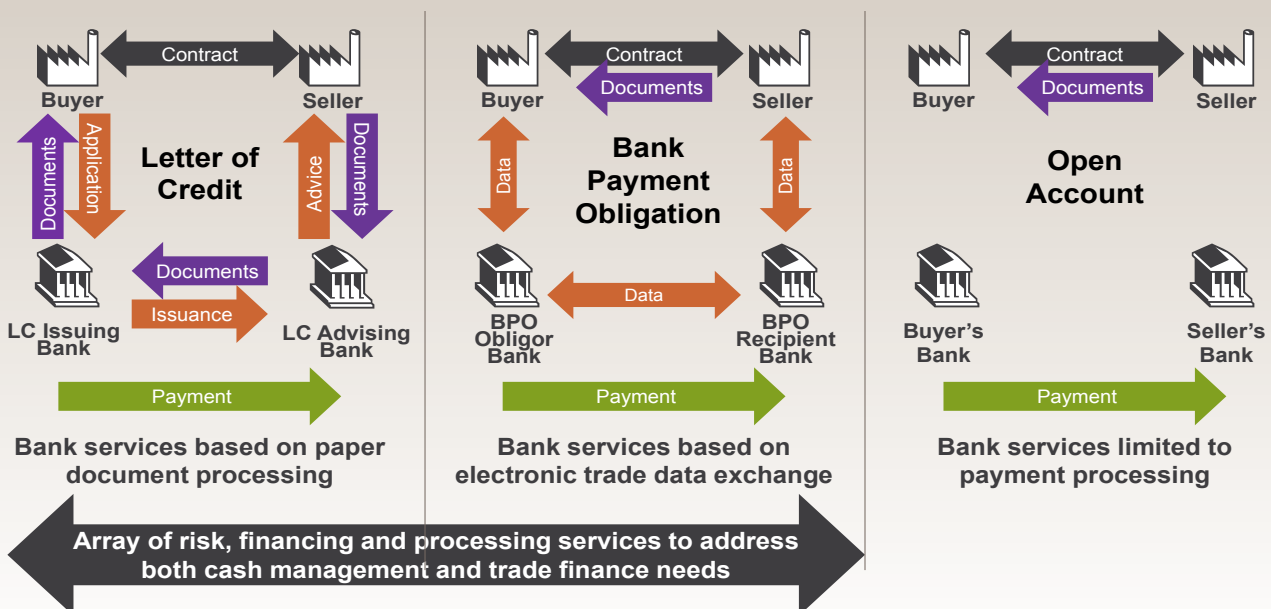 Contract
Buyer
Seller
Documents
Application
Letter of
Credit
Advice
Documents
Documents
Issuance
LC Issuing
Bank
LC Advising
Bank
Payment
Bank services based on paper
document processing
Contract
Documents
Buyer
Seller
Data
Bank
Payment
Obligation
Data
Data
BPO
Obligor
Bank
BPO
Recipient
Bank
Payment
Bank services based on
electronic trade data exchange
Contract
Documents
Buyer
Seller
Open
Account
Buyer's
Bank
Seller's
Bank
Payment
Bank services limited to
payment processing
Array of risk, financing and processing services to address
both cash management and trade finance needs